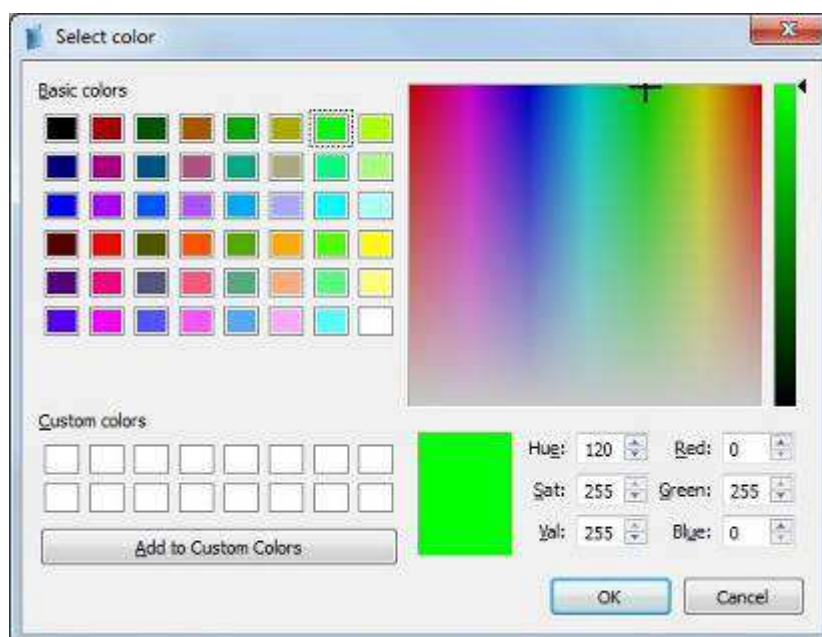 Select color
Basic colors
Custom colors
Add to Custom Colors
Hue: 120 Red: 0
Sat: 255 Green: 255
Val: 255 Blue: 0
OK Cancel